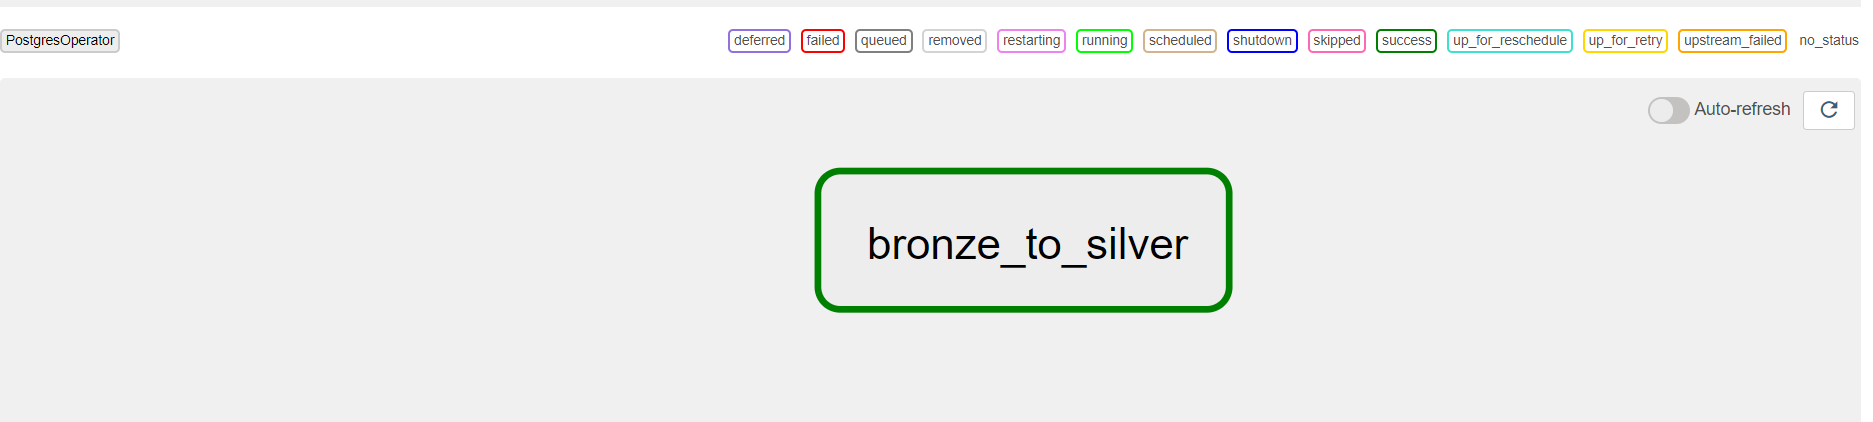 PostgresOperator deferred failed queued removed restarting running scheduled shutdown skipped success up_for_reschedule up_for_retry upstream_failed no_status
Auto-refresh
bronze_to_silver